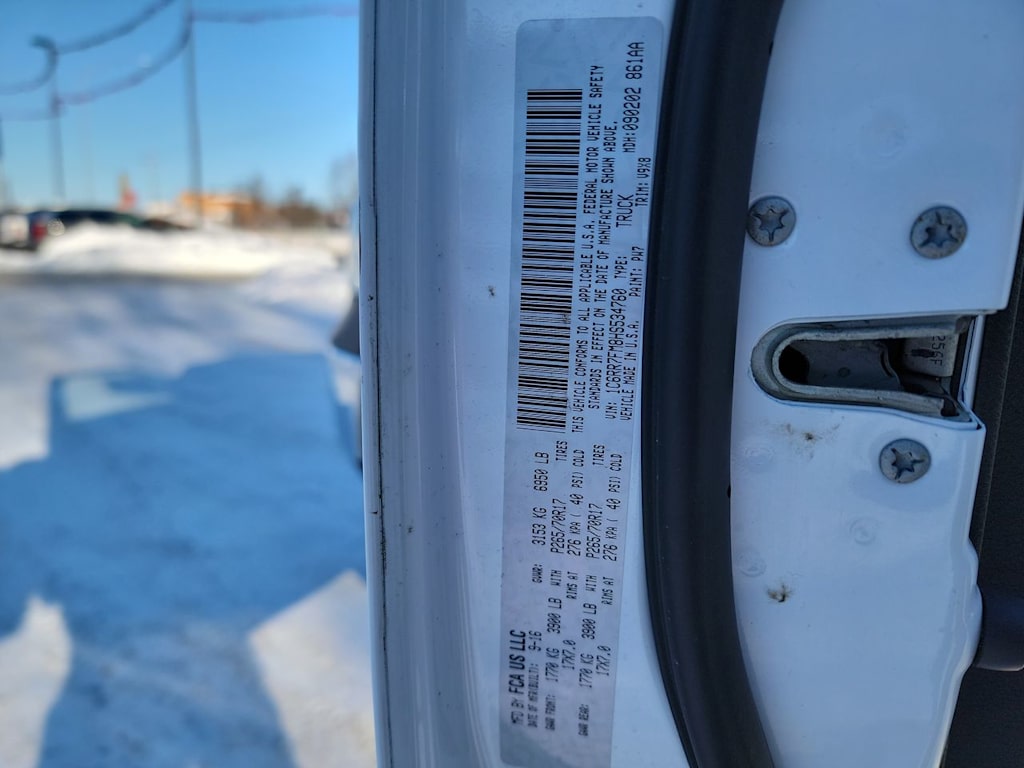 MFD BY FCA US LLC
DATE OF MFR(BUILT): 9-16 GVWR: 3153 KG 6950 LB
GAWR FRONT: 1770 KG 3900 LB WITH P265/70R17 TIRES
17X7.0 RIMS AT 276 KPA ( 40 PSI) COLD
GAWR REAR: 1770 KG 3900 LB WITH P265/70R17 TIRES
17X7.0 RIMS AT 276 KPA ( 40 PSI) COLD
THIS VEHICLE CONFORMS TO ALL APPLICABLE U.S.A. FEDERAL MOTOR VEHICLE SAFETY
STANDARDS IN EFFECT ON THE DATE OF MANUFACTURE SHOWN ABOVE.
VIN: 1C6RR7FM8HS534760 TYPE: TRUCK MDH:090202 861AA
VEHICLE MADE IN U.S.A. PAINT: PW7 TRIM: V9X8
256F